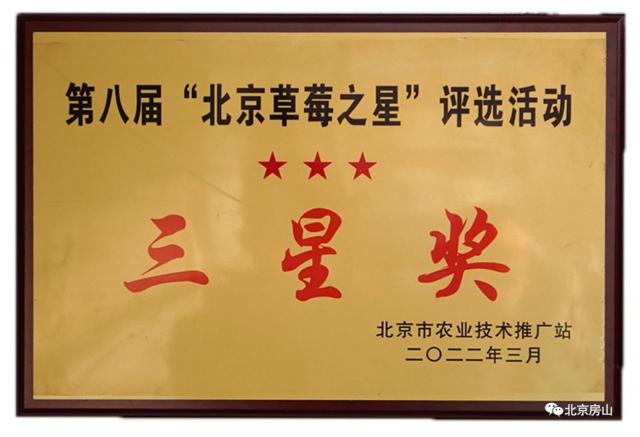 第八届“北京草莓之星”评选活动
★★★
三星奖
北京市农业技术推广站
二〇二二年三月
北京房山